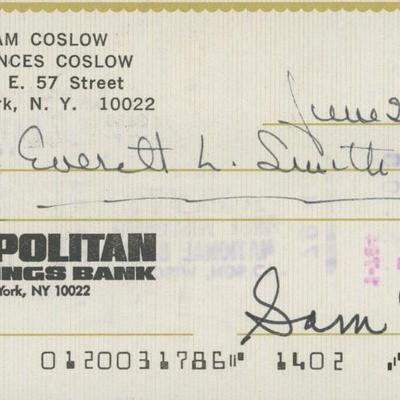 AM COSLOW
NCES COSLOW
E. 57 Street
rk, N. Y. 10022
June
Everett L. Smith
POLITAN
INGS BANK
York, NY 10022
Sam
0120031786 1402